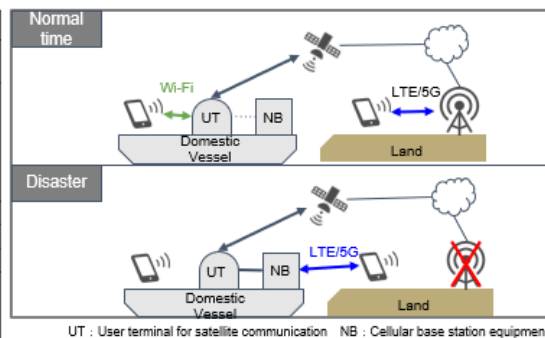 Normal
time
Wi-Fi
UT
NB
Domestic
Vessel
LTE/5G
Land
Disaster
UT
NB
LTE/5G
Domestic
Vessel
Land
UT : User terminal for satellite communication NB : Cellular base station equipmen